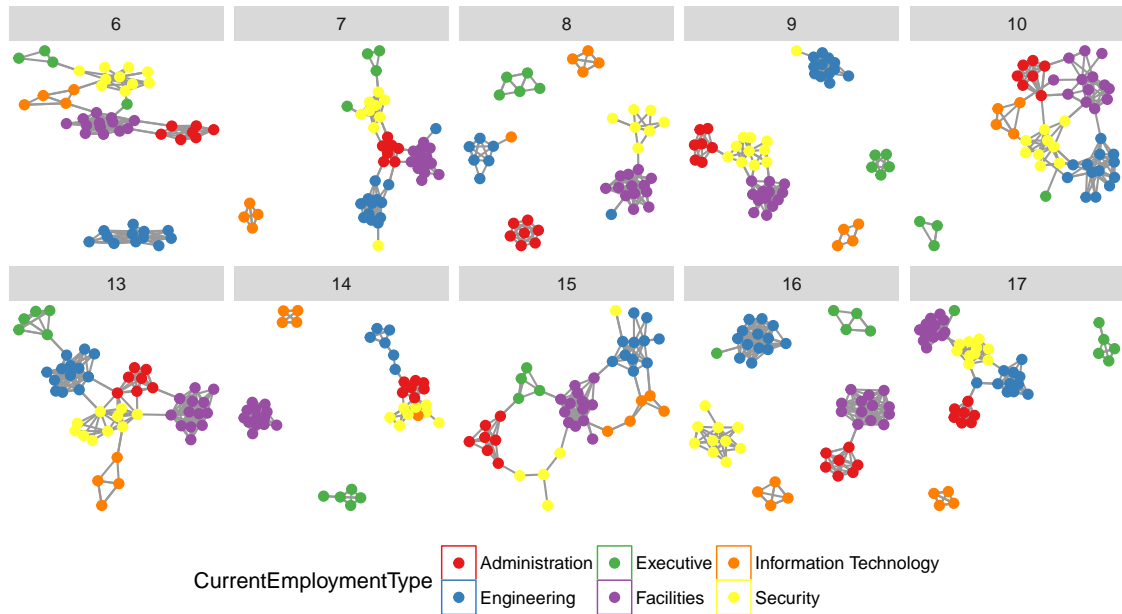 6 7 8 9 10
13 14 15 16 17
CurrentEmploymentType
Administration Executive Information Technology
Engineering Facilities Security